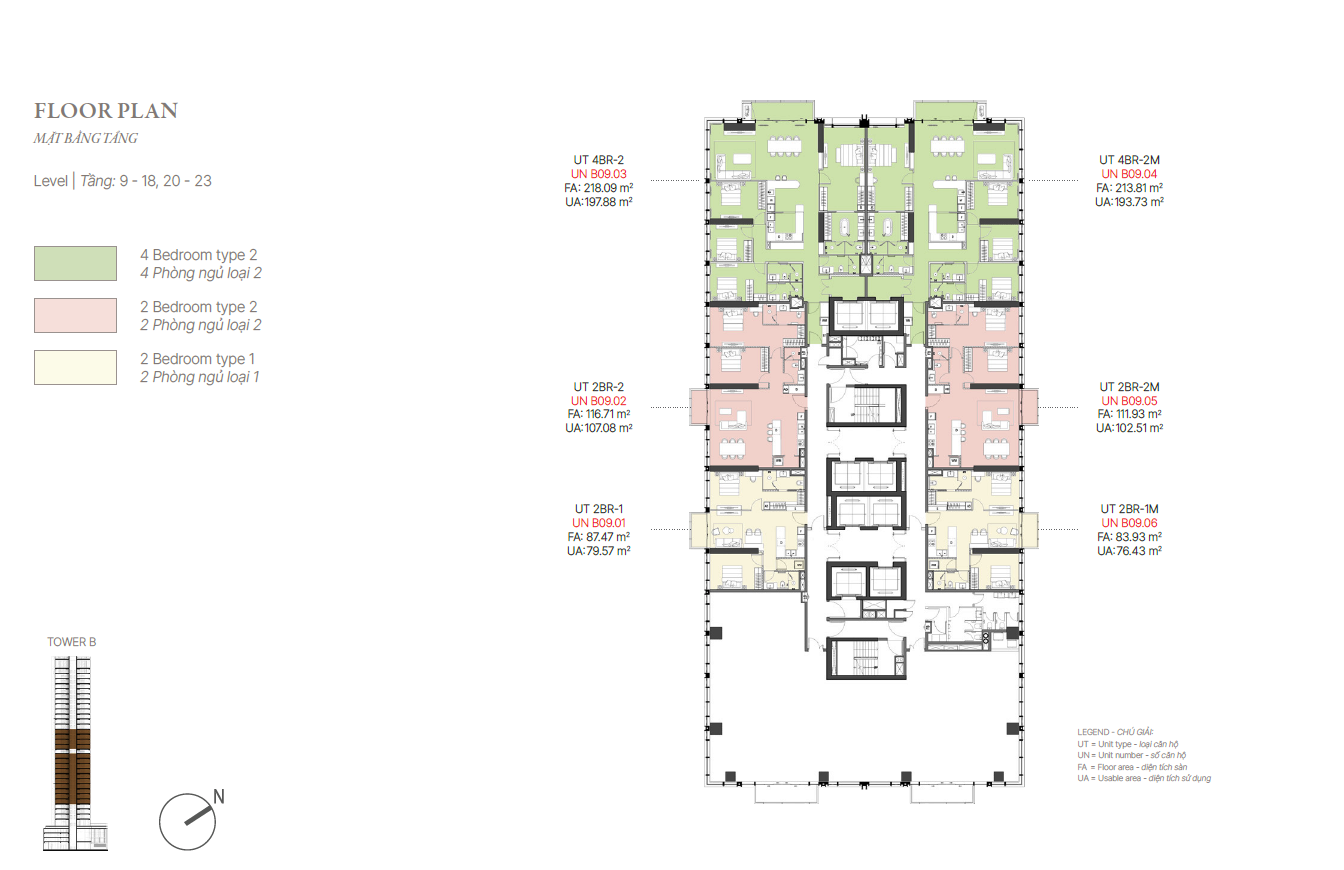 FLOOR PLAN
MẶT BẰNG TẦNG
Level | Tầng: 9 - 18, 20 - 23
4 Bedroom type 2
4 Phòng ngủ loại 2
2 Bedroom type 2
2 Phòng ngủ loại 2
2 Bedroom type 1
2 Phòng ngủ loại 1
UT 4BR-2
UN B09.03
FA: 218.09 m²
UA:197.88 m²
UT 4BR-2M
UN B09.04
FA: 213.81 m²
UA:193.73 m²
UT 2BR-2
UN B09.02
FA: 116.71 m²
UA:107.08 m²
UT 2BR-2M
UN B09.05
FA: 111.93 m²
UA:102.51 m²
UT 2BR-1
UN B09.01
FA: 87.47 m²
UA:79.57 m²
UT 2BR-1M
UN B09.06
FA: 83.93 m²
UA:76.43 m²
TOWER B
N
LEGEND - CHÚ GIẢI:
UT = Unit type - loại căn hộ
UN = Unit number - số căn hộ
FA = Floor area - diện tích sàn
UA = Usable area - diện tích sử dụng